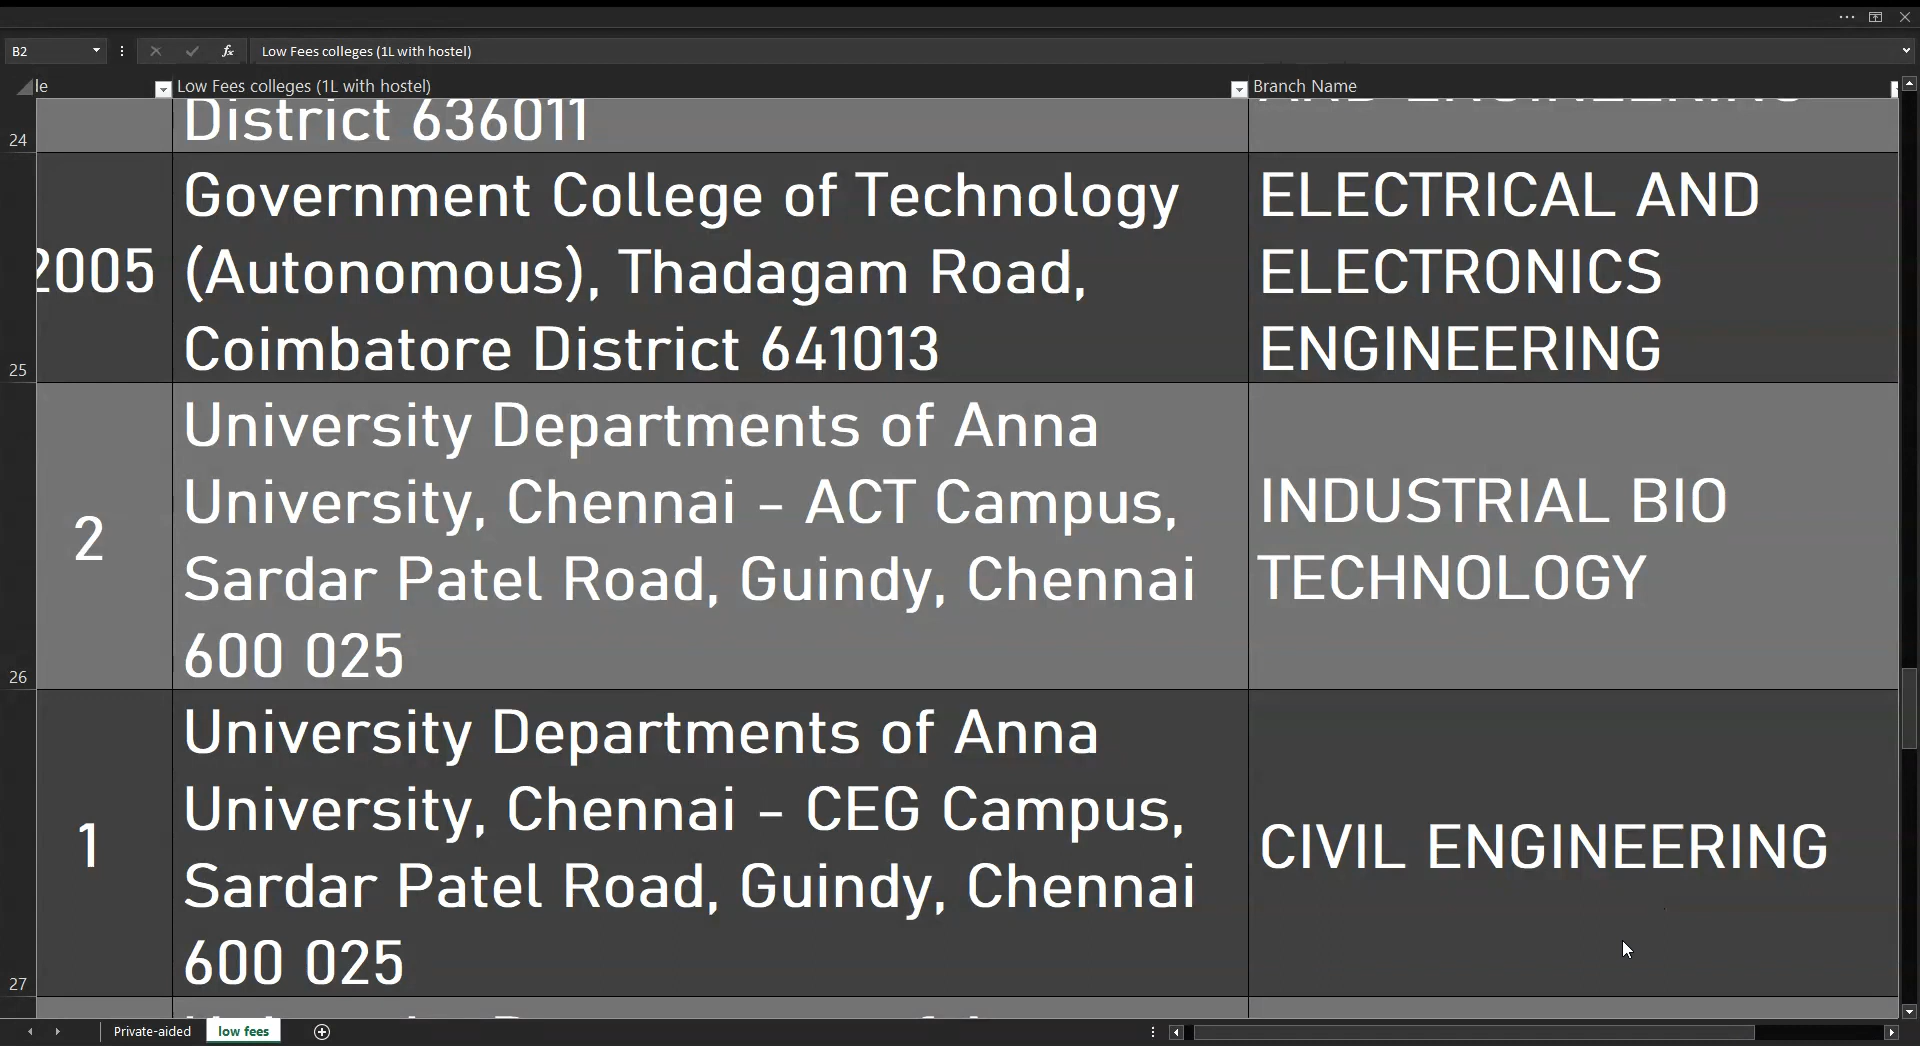 B2
fx
Low Fees colleges (1L with hostel)
le
Low Fees colleges (1L with hostel)
Branch Name
District 636011
AND ENGINEERING
24
Government College of Technology
(Autonomous), Thadagam Road,
Coimbatore District 641013
ELECTRICAL AND
ELECTRONICS
ENGINEERING
2005
25
University Departments of Anna
University, Chennai – ACT Campus,
Sardar Patel Road, Guindy, Chennai
600 025
INDUSTRIAL BIO
TECHNOLOGY
2
26
University Departments of Anna
University, Chennai – CEG Campus,
Sardar Patel Road, Guindy, Chennai
600 025
CIVIL ENGINEERING
1
27
Private-aided
low fees